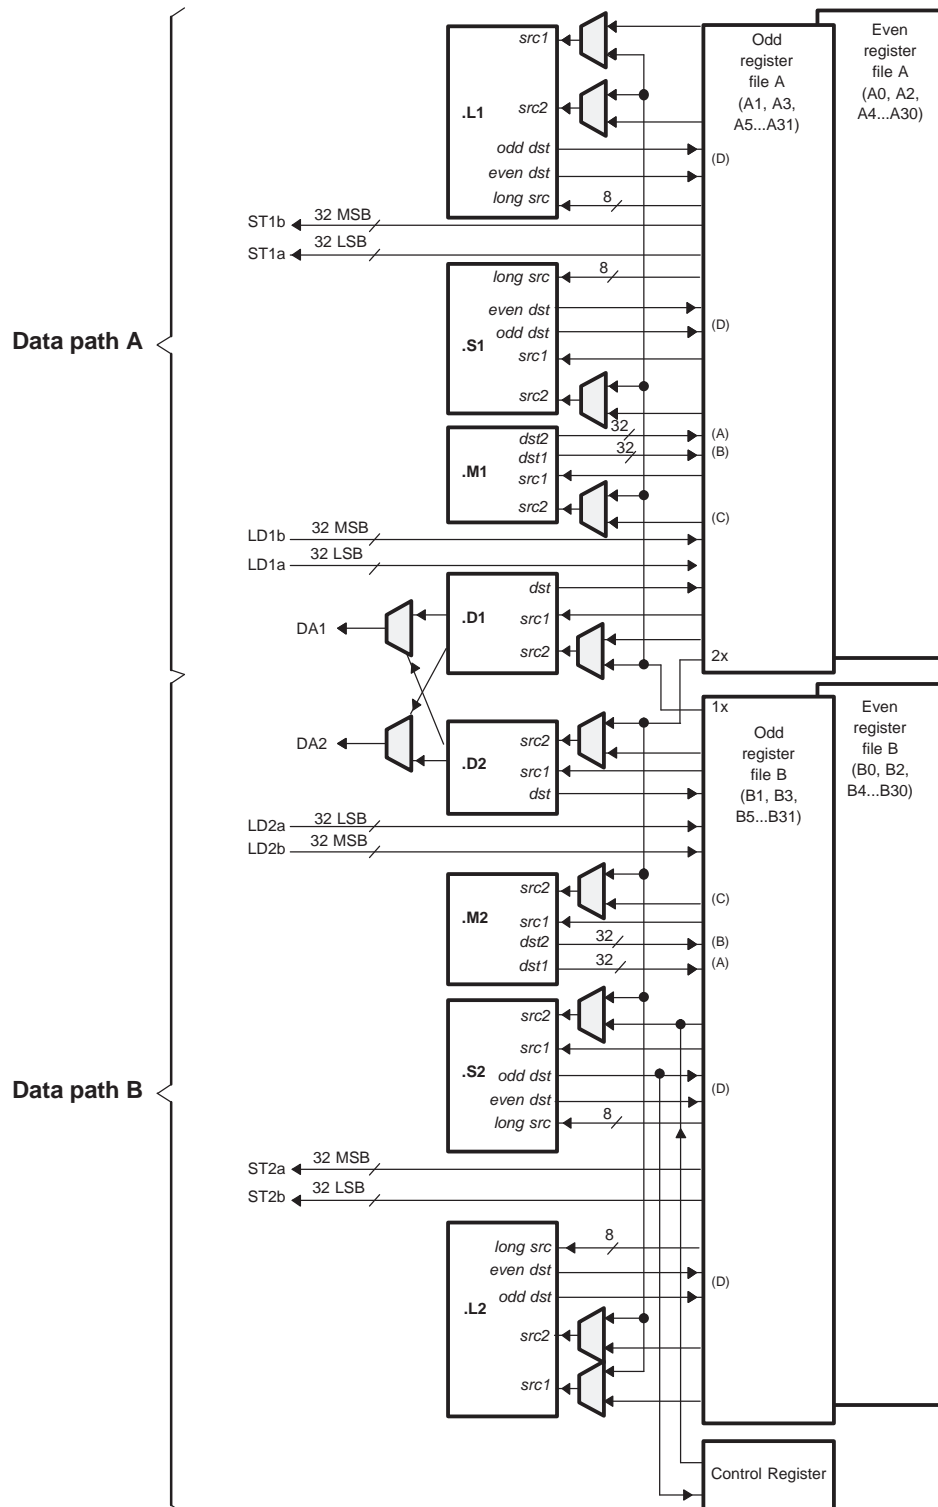 Even
register
file A
(A0, A2,
A4...A30)
Odd
register
file A
(A1, A3,
A5...A31)
src1
.L1
src2
odd dst
(D)
even dst
long src
8
ST1b
32 MSB
ST1a
32 LSB
long src
8
even dst
(D)
odd dst
Data path A
.S1
src1
src2
dst2
32
(A)
dst1
32
(B)
.M1
src1
src2
(C)
LD1b
32 MSB
LD1a
32 LSB
dst
.D1
src1
DA1
src2
2x
1x
Even
register
file B
(B0, B2,
B4...B30)
Odd
register
file B
(B1, B3,
B5...B31)
DA2
src2
.D2
src1
dst
LD2a
32 LSB
LD2b
32 MSB
src2
(C)
.M2
src1
dst2
32
(B)
dst1
32
(A)
src2
src1
.S2
odd dst
(D)
even dst
Data path B
long src
8
ST2a
32 MSB
ST2b
32 LSB
long src
8
even dst
(D)
odd dst
.L2
src2
src1
Control Register